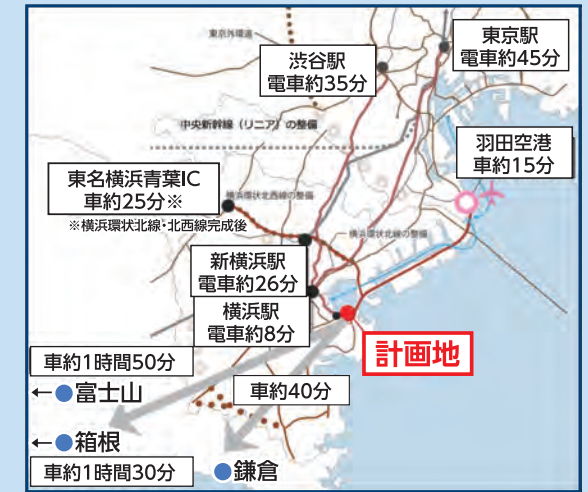 東京外環道
渋谷駅
電車約35分
東京駅
電車約45分
中央新幹線（リニア）の整備
羽田空港
車約15分
東名横浜青葉IC
車約25分※
※横浜環状北線・北西線完成後
横浜環状北西線の整備
横浜環状北線の整備
新横浜駅
電車約26分
横浜駅
電車約8分
計画地
車約1時間50分
←●富士山
車約40分
←●箱根
車約1時間30分
●鎌倉